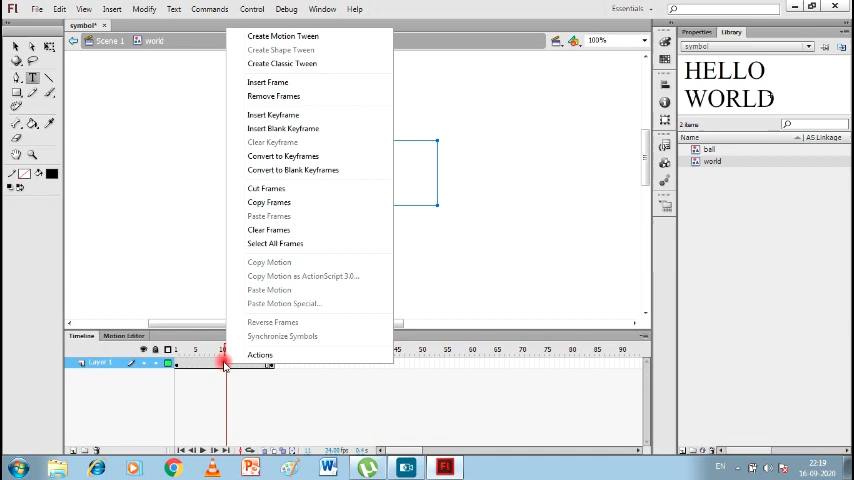 Fl File Edit View Insert Modify Text Commands Control Debug Window Help Essentials
symbol* ×
Scene 1 world 100%
Create Motion Tween
Create Shape Tween
Create Classic Tween
Insert Frame
Remove Frames
Insert Keyframe
Insert Blank Keyframe
Clear Keyframe
Convert to Keyframes
Convert to Blank Keyframes
Cut Frames
Copy Frames
Paste Frames
Clear Frames
Select All Frames
Copy Motion
Copy Motion as ActionScript 3.0...
Paste Motion
Paste Motion Special...
Reverse Frames
Synchronize Symbols
Actions
Properties Library
symbol
HELLO
WORLD
2 items
Name AS Linkage
ball
world
Timeline Motion Editor
1 5 10 45 50 55 60 65 70 75 80 85 90
Layer 1
11 24.00 fps 0.4 s
EN 22:19
16-09-2020